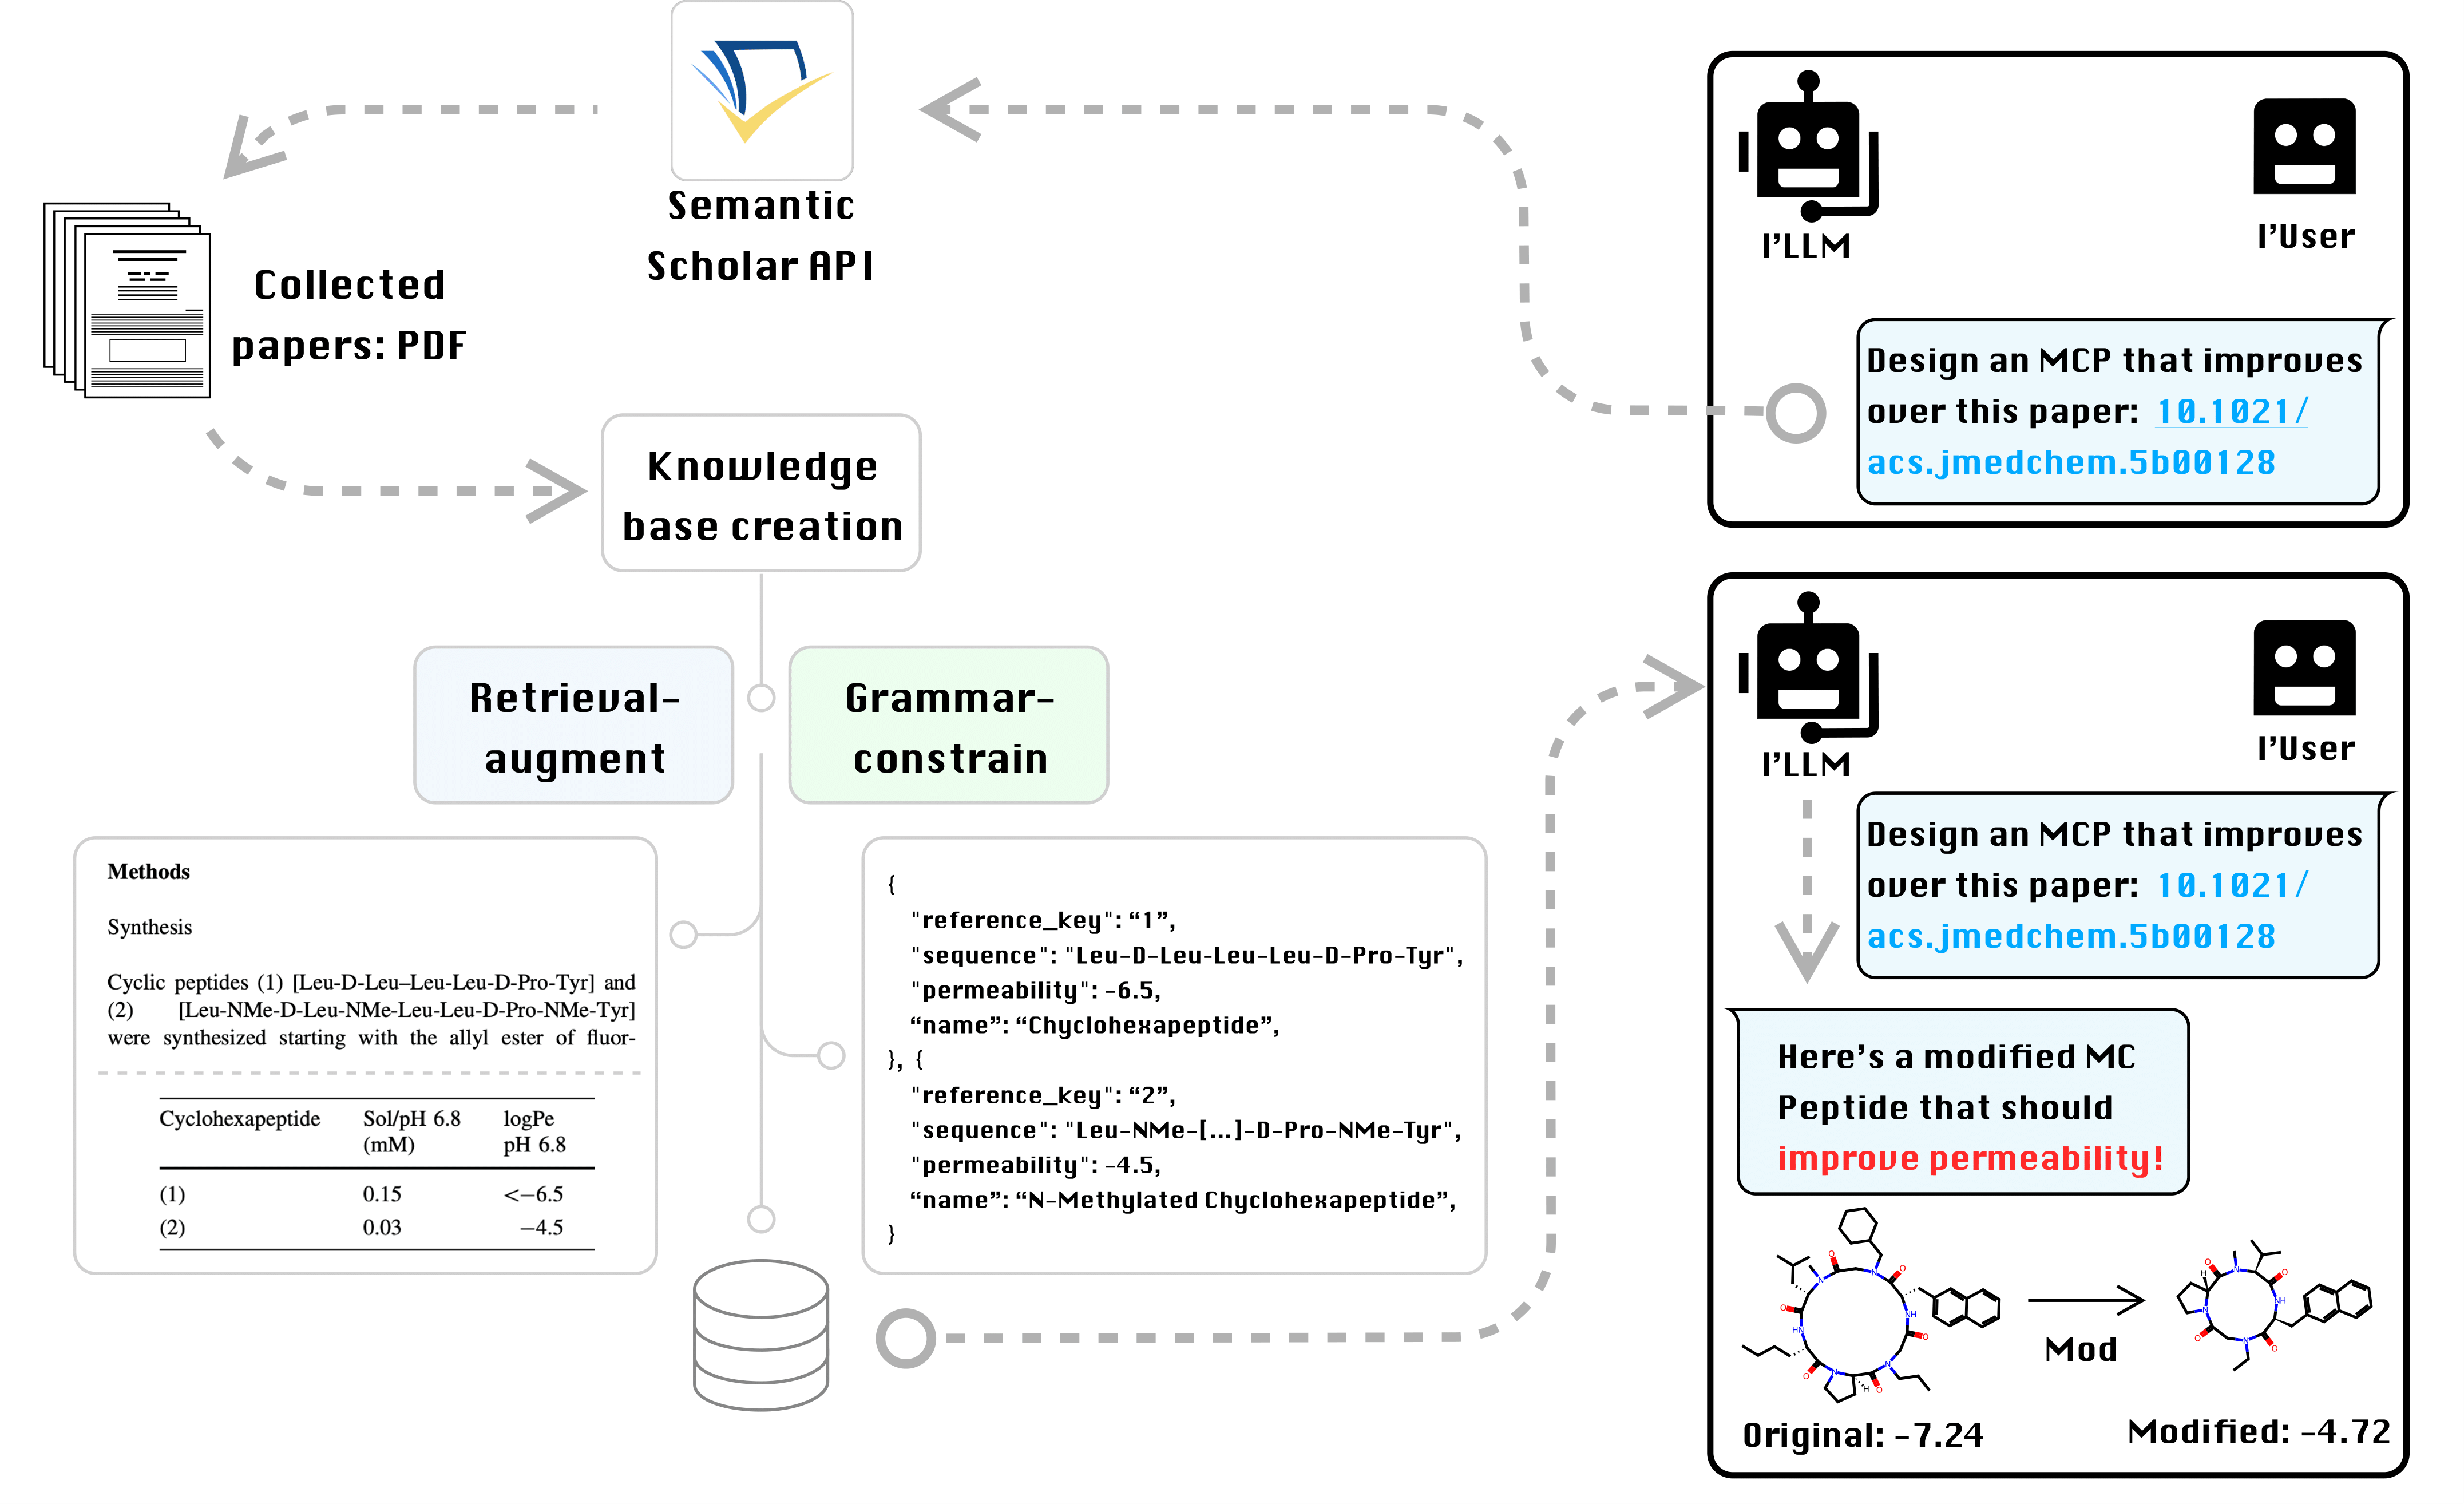 Semantic
Scholar API
Collected
papers: PDF
Knowledge
base creation
Retrieval-
augment
Grammar-
constrain
Methods
Synthesis
Cyclic peptides (1) [Leu-D-Leu–Leu-Leu-D-Pro-Tyr] and
(2) [Leu-NMe-D-Leu-NMe-Leu-Leu-D-Pro-NMe-Tyr]
were synthesized starting with the allyl ester of fluor-
Cyclohexapeptide Sol/pH 6.8 logPe
(mM) pH 6.8
(1) 0.15 <−6.5
(2) 0.03 −4.5
{
"reference_key": “1”,
"sequence": "Leu-D-Leu-Leu-Leu-D-Pro-Tyr",
"permeability": -6.5,
“name”: “Chyclohexapeptide”,
}, {
"reference_key": “2”,
"sequence": "Leu-NMe-[...]-D-Pro-NMe-Tyr",
"permeability": -4.5,
“name”: “N-Methylated Chyclohexapeptide”,
}
I’LLM
I’User
Design an MCP that improves
over this paper: 10.1021/
acs.jmedchem.5b00128
I’LLM
I’User
Design an MCP that improves
over this paper: 10.1021/
acs.jmedchem.5b00128
Here’s a modified MC
Peptide that should
improve permeability!
O
N
O
N
O
O
NH
HN
O
O
N
N
H
O
O
Mod
O
H
N
O
NH
N
O
N
O
Original: -7.24
Modified: -4.72